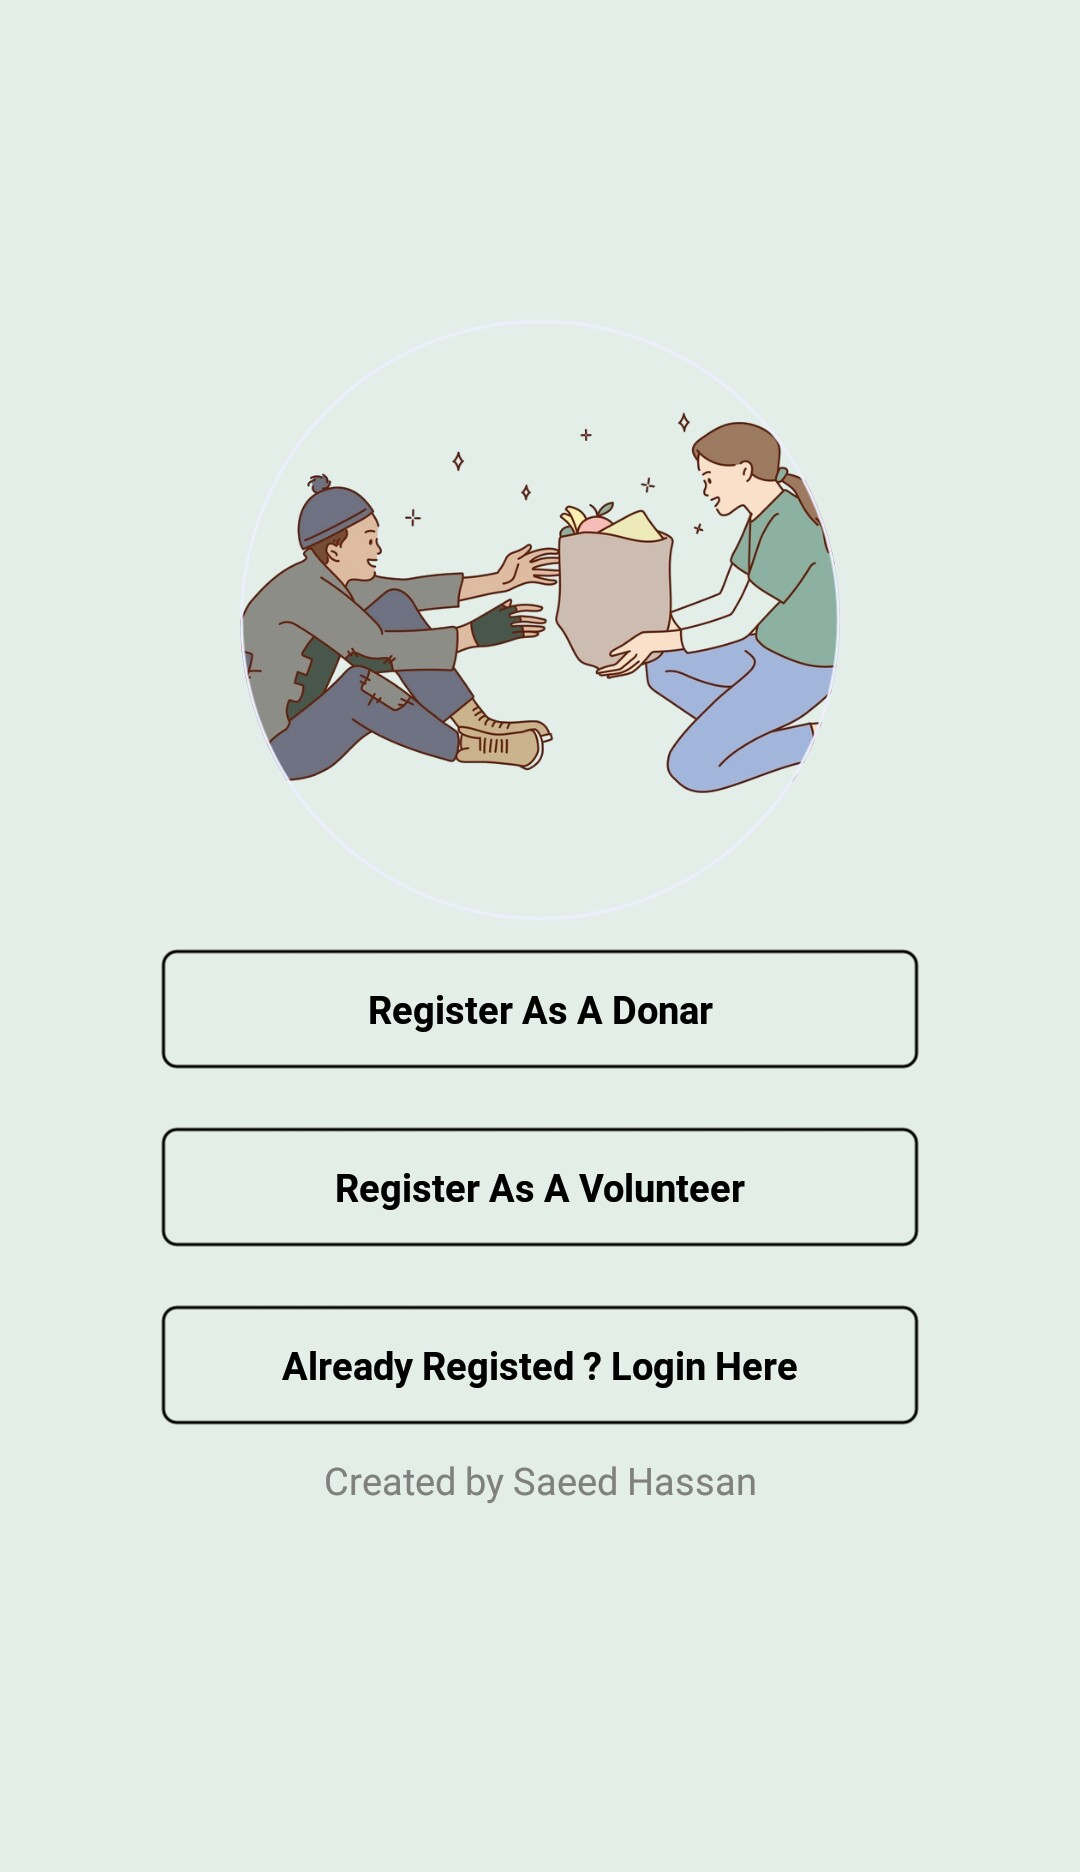 Register As A Donar
Register As A Volunteer
Already Registed ? Login Here
Created by Saeed Hassan